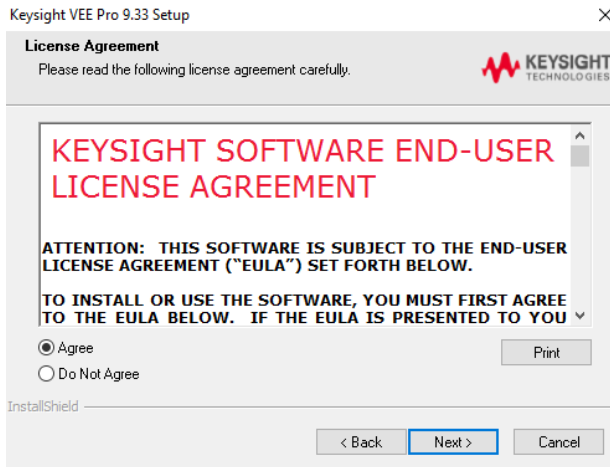 Keysight VEE Pro 9.33 Setup
License Agreement
Please read the following license agreement carefully.
KEYSIGHT
TECHNOLOGIES
KEYSIGHT SOFTWARE END-USER
LICENSE AGREEMENT
ATTENTION: THIS SOFTWARE IS SUBJECT TO THE END-USER
LICENSE AGREEMENT (“EULA”) SET FORTH BELOW.
TO INSTALL OR USE THE SOFTWARE, YOU MUST FIRST AGREE
TO THE EULA BELOW. IF THE EULA IS PRESENTED TO YOU
Agree
Print
Do Not Agree
InstallShield
< Back
Next >
Cancel